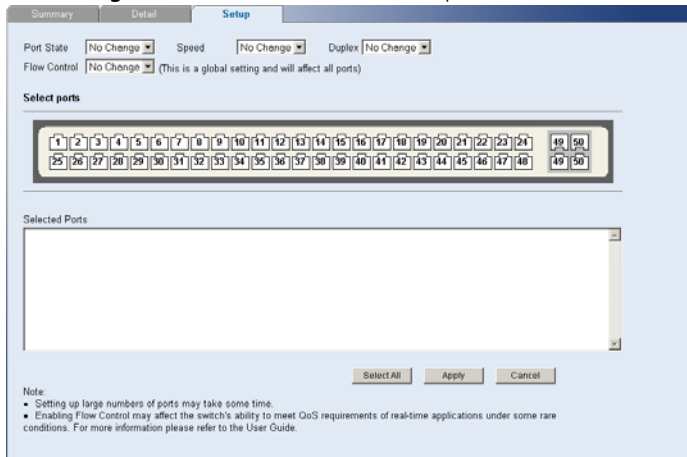 Summary Detail Setup
Port State No Change Speed No Change Duplex No Change
Flow Control No Change (This is a global setting and will affect all ports)
Select ports
1 2 3 4 5 6 7 8 9 10 11 12 13 14 15 16 17 18 19 20 21 22 23 24 49 50
25 26 27 28 29 30 31 32 33 34 35 36 37 38 39 40 41 42 43 44 45 46 47 48 49 50
Selected Ports
Select All Apply Cancel
Note:
• Setting up large numbers of ports may take some time.
• Enabling Flow Control may affect the switch's ability to meet QoS requirements of real-time applications under some rare
conditions. For more information please refer to the User Guide.